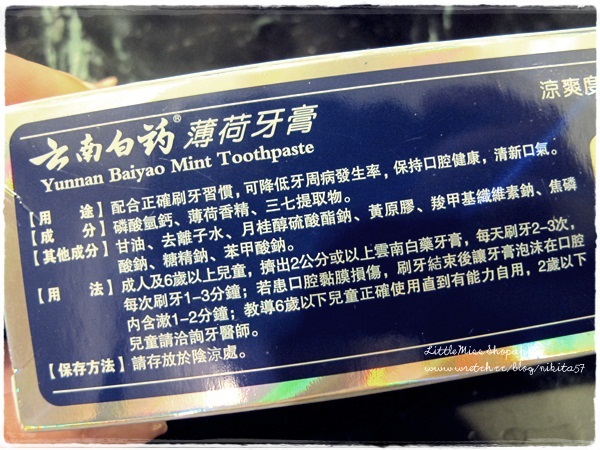 云南白药® 薄荷牙膏
涼爽度
Yunnan Baiyao Mint Toothpaste
【用 途】配合正確刷牙習慣，可降低牙周病發生率，保持口腔健康，清新口氣。
【成 分】磷酸氫鈣、薄荷香精、三七提取物。
【其他成分】甘油、去離子水、月桂醇硫酸酯鈉、黃原膠、羧甲基纖維素鈉、焦磷
酸鈉、糖精鈉、苯甲酸鈉。
【用 法】成人及6歲以上兒童，擠出2公分或以上雲南白藥牙膏，每天刷牙2-3次，
每次刷牙1-3分鐘；若患口腔黏膜損傷，刷牙結束後讓牙膏泡沫在口腔
內含漱1-2分鐘；教導6歲以下兒童正確使用直到有能力自用，2歲以下
兒童請洽詢牙醫師。
【保存方法】請存放於陰涼處。
LittleMiss Shopa
www.wretch.cc/blog/nikita57